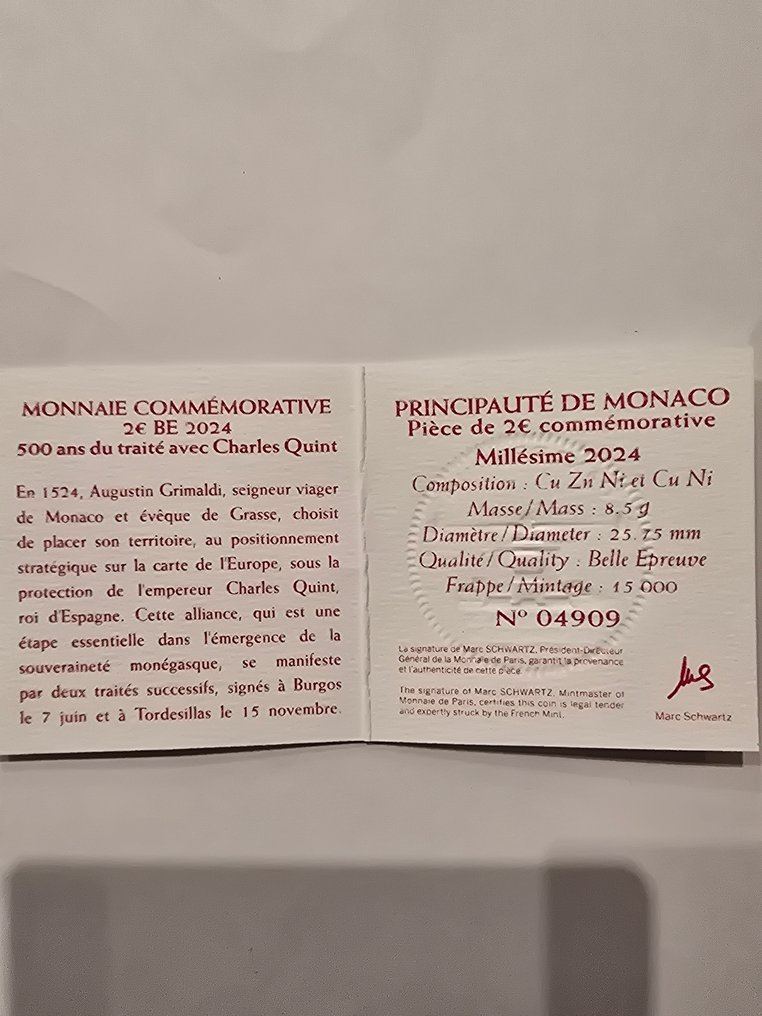 MONNAIE COMMÉMORATIVE
2€ BE 2024
500 ans du traité avec Charles Quint
En 1524, Augustin Grimaldi, seigneur viager
de Monaco et évêque de Grasse, choisit
de placer son territoire, au positionnement
stratégique sur la carte de l'Europe, sous la
protection de l'empereur Charles Quint,
roi d'Espagne. Cette alliance, qui est une
étape essentielle dans l'émergence de la
souveraineté monégasque, se manifeste
par deux traités successifs, signés à Burgos
le 7 juin et à Tordesillas le 15 novembre.
PRINCIPAUTÉ DE MONACO
Pièce de 2€ commémorative
Millésime 2024
Composition : Cu Zn Ni et Cu Ni
Masse/Mass : 8.5 g
Diamètre/Diameter : 25.75 mm
Qualité/Quality : Belle Epreuve
Frappe/Mintage : 15 000
N° 04909
La signature de Marc SCHWARTZ, Président-Directeur
Général de la Monnaie de Paris, garantit la provenance
et l'authenticité de cette pièce.
The signature of Marc SCHWARTZ, Mintmaster of
Monnaie de Paris, certifies this coin is legal tender
and expertly struck by the French Mint.
MS
Marc Schwartz